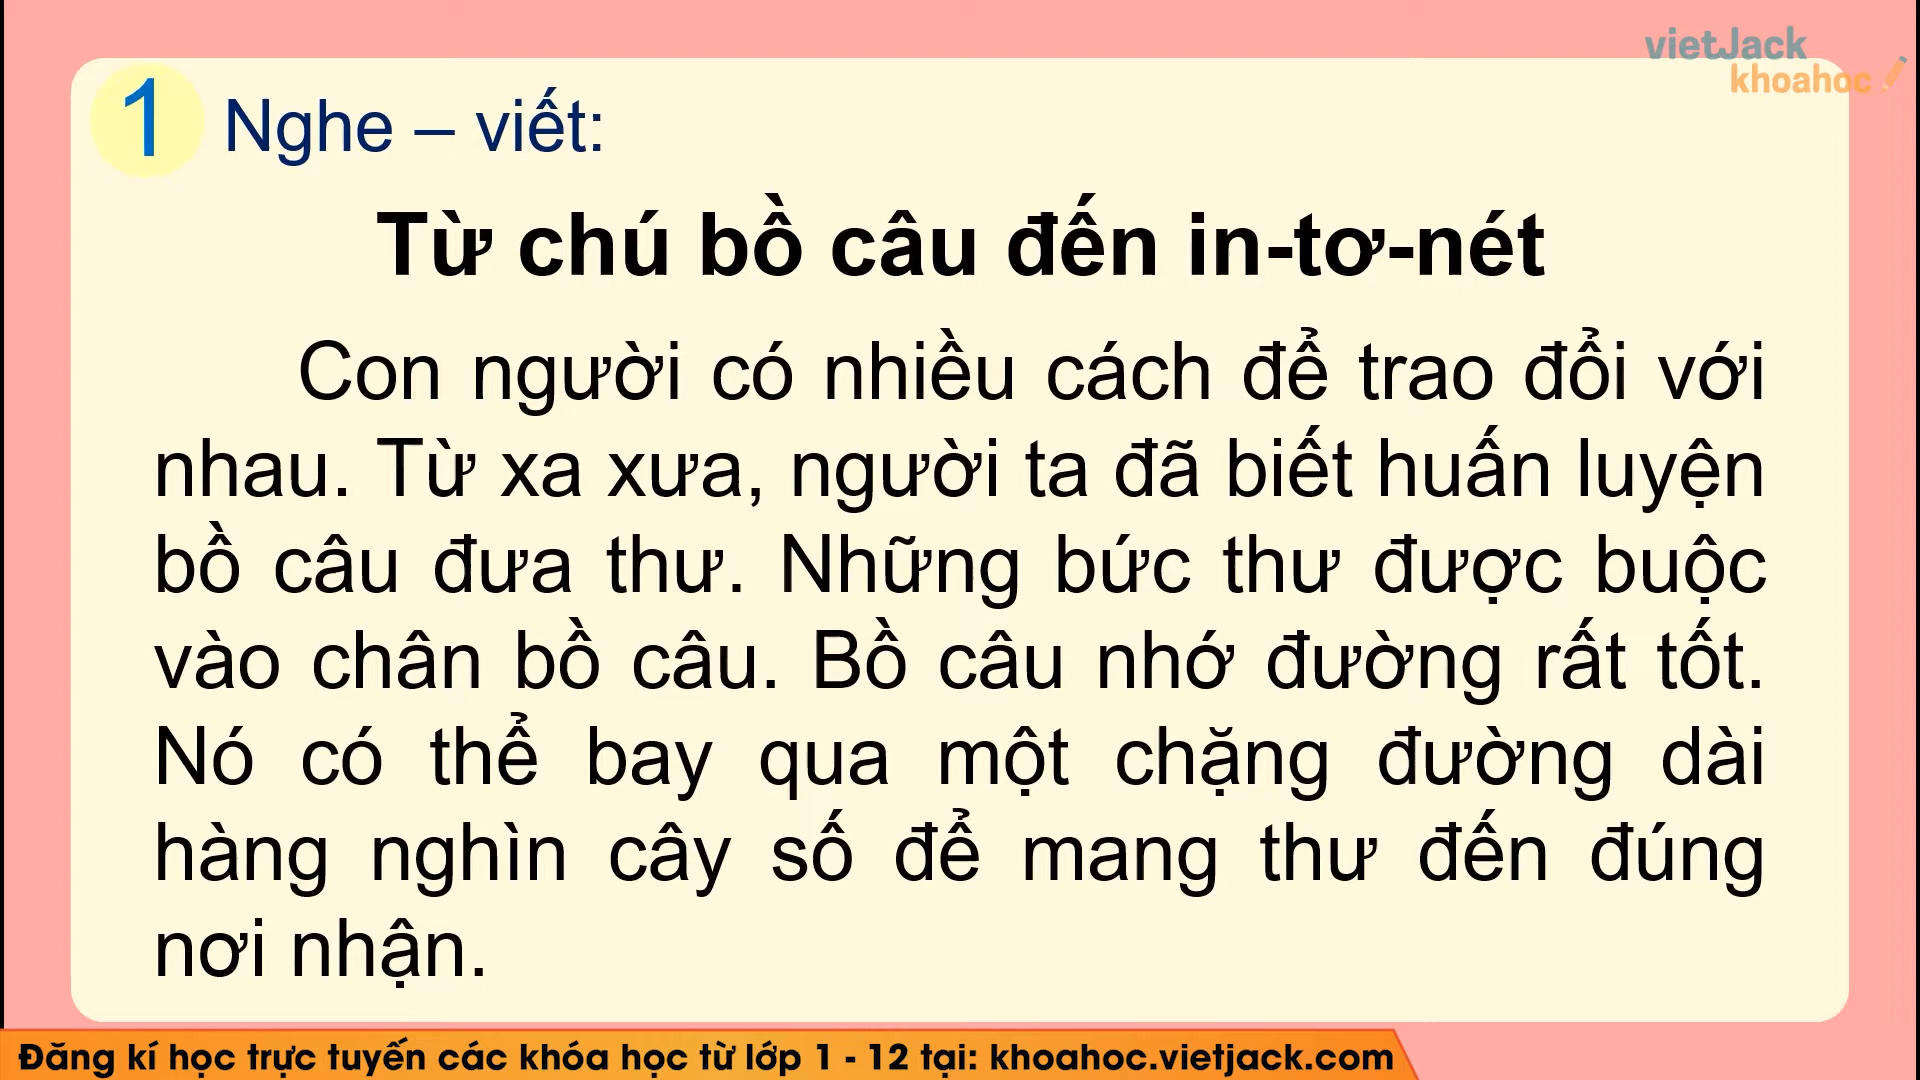 vietJack
khoahoc
1 Nghe – viết:
Từ chú bồ câu đến in-tơ-nét
Con người có nhiều cách để trao đổi với
nhau. Từ xa xưa, người ta đã biết huấn luyện
bồ câu đưa thư. Những bức thư được buộc
vào chân bồ câu. Bồ câu nhớ đường rất tốt.
Nó có thể bay qua một chặng đường dài
hàng nghìn cây số để mang thư đến đúng
nơi nhận.
Đăng kí học trực tuyến các khóa học từ lớp 1 - 12 tại: khoahoc.vietjack.com